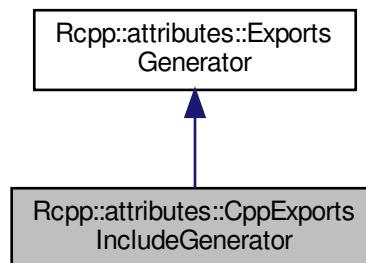 Rcpp::attributes::Exports
Generator
Rcpp::attributes::CppExports
IncludeGenerator